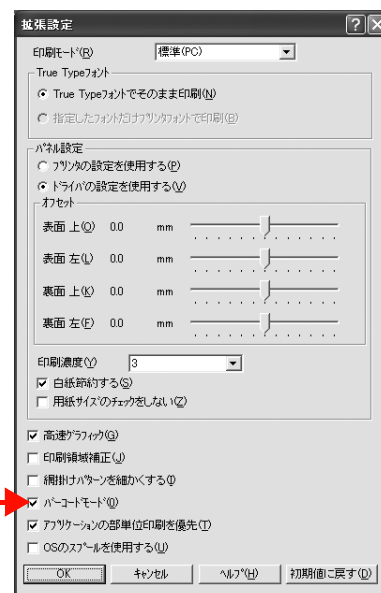 拡張設定
印刷モード(R) 標準(PC)
True Typeフォント
True Typeフォントでそのまま印刷(N)
指定したフォントだけプリンタフォントで印刷(B)
パネル設定
プリンタの設定を使用する(P)
ドライバの設定を使用する(V)
オフセット
表面 上(O) 0.0 mm
表面 左(L) 0.0 mm
裏面 上(K) 0.0 mm
裏面 左(F) 0.0 mm
印刷濃度(Y) 3
白紙節約する(S)
用紙サイズのチェックをしない(Z)
高速グラフィック(G)
印刷領域補正(J)
網掛けパターンを細かくする(I)
バーコードモード(0)
アプリケーションの部単位印刷を優先(T)
OSのスプールを使用する(U)
OK キャンセル ヘルプ(H) 初期値に戻す(D)